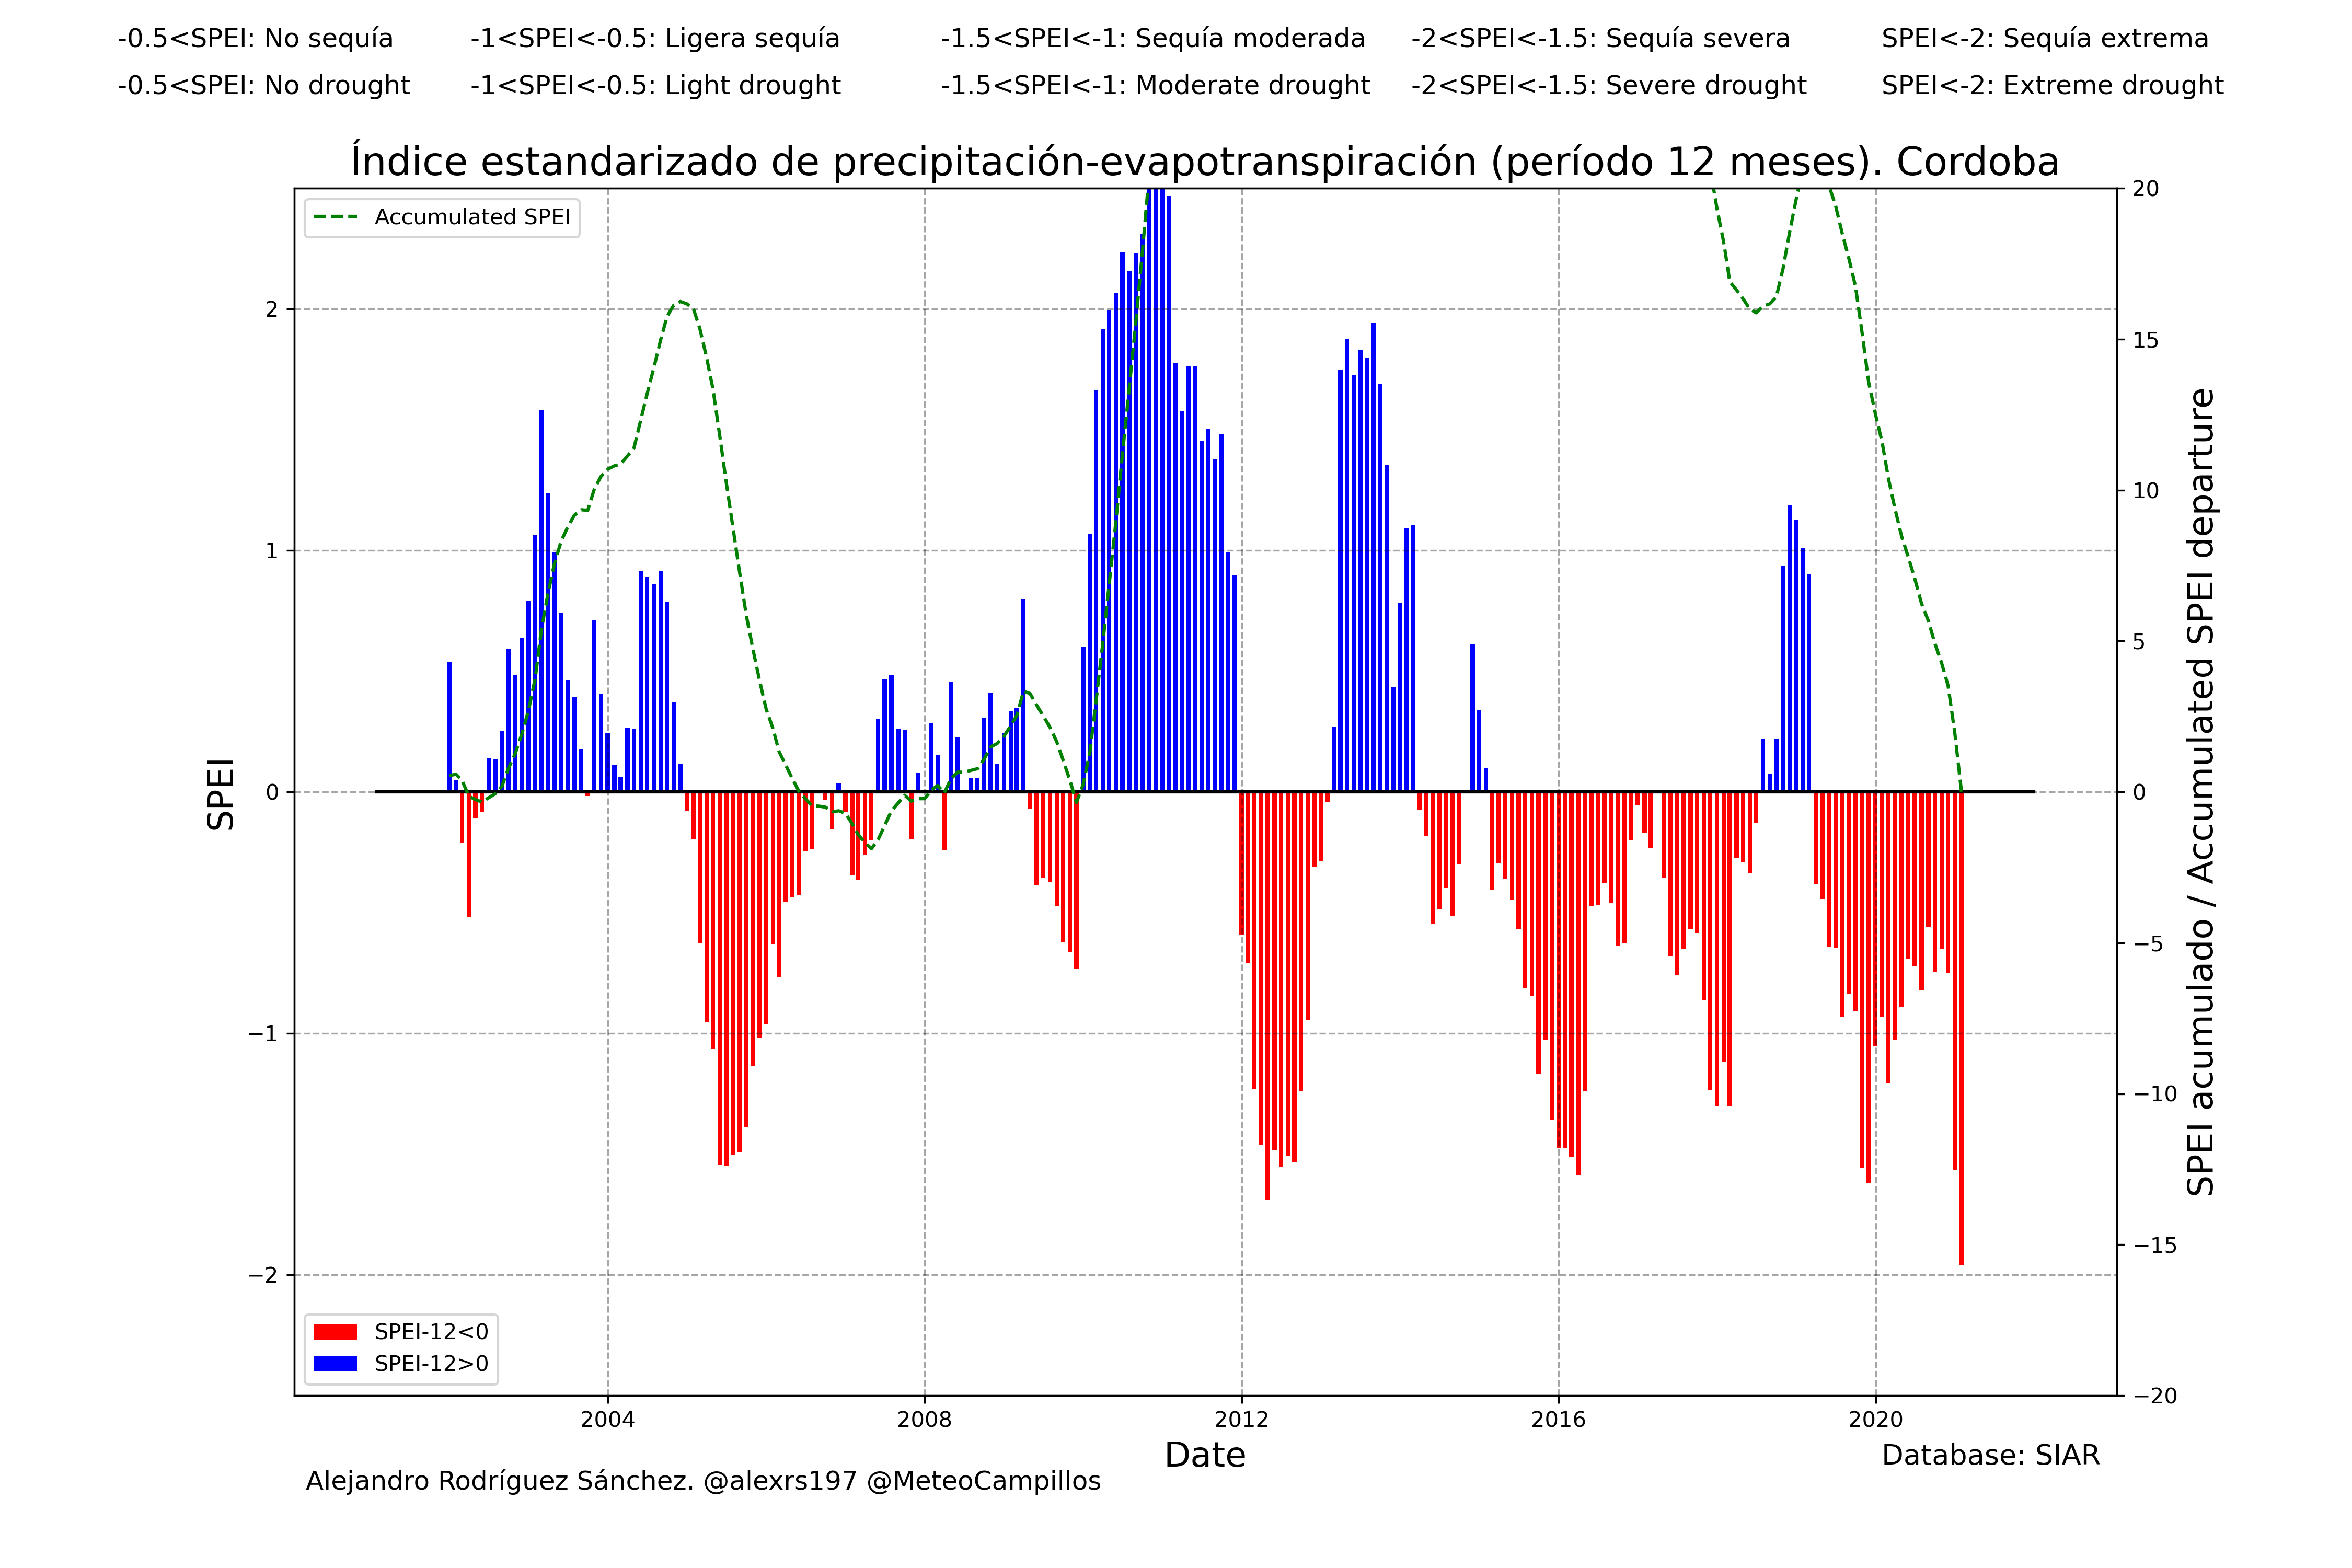 -0.5<SPEI: No sequía
-1<SPEI<-0.5: Ligera sequía
-1.5<SPEI<-1: Sequía moderada
-2<SPEI<-1.5: Sequía severa
SPEI<-2: Sequía extrema
-0.5<SPEI: No drought
-1<SPEI<-0.5: Light drought
-1.5<SPEI<-1: Moderate drought
-2<SPEI<-1.5: Severe drought
SPEI<-2: Extreme drought
Índice estandarizado de precipitación-evapotranspiración (período 12 meses). Cordoba
Accumulated SPEI
SPEI
2
1
0
−1
−2
20
15
10
5
0
−5
−10
−15
−20
SPEI acumulado / Accumulated SPEI departure
SPEI-12<0
SPEI-12>0
2004
2008
2012
2016
2020
Date
Database: SIAR
Alejandro Rodríguez Sánchez. @alexrs197 @MeteoCampillos